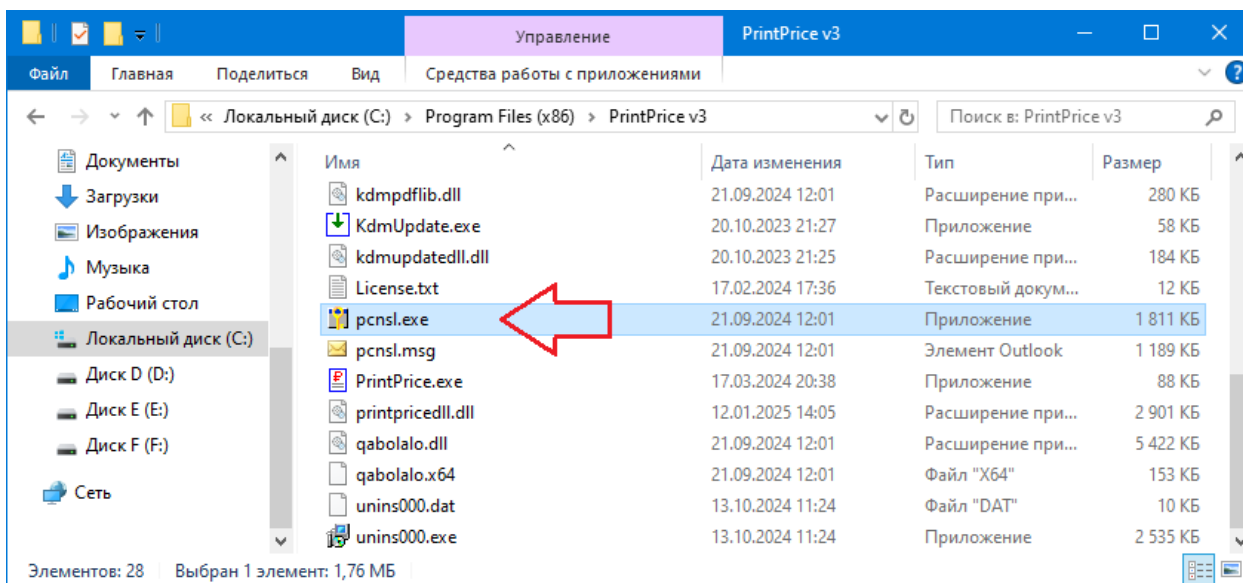 Управление PrintPrice v3
Файл Главная Поделиться Вид Средства работы с приложениями ?
« Локальный диск (C:) › Program Files (x86) › PrintPrice v3 Поиск в: PrintPrice v3
Документы
Загрузки
Изображения
Музыка
Рабочий стол
Локальный диск (C:)
Диск D (D:)
Диск E (E:)
Диск F (F:)
Сеть
Имя Дата изменения Тип Размер
kdmpdflib.dll 21.09.2024 12:01 Расширение при... 280 КБ
KdmUpdate.exe 20.10.2023 21:27 Приложение 58 КБ
kdmupdatedll.dll 20.10.2023 21:25 Расширение при... 184 КБ
License.txt 17.02.2024 17:36 Текстовый докум... 12 КБ
pcnsl.exe 21.09.2024 12:01 Приложение 1 811 КБ
pcnsl.msg 21.09.2024 12:01 Элемент Outlook 1 189 КБ
PrintPrice.exe 17.03.2024 20:38 Приложение 88 КБ
printpricedll.dll 12.01.2025 14:05 Расширение при... 2 901 КБ
qabolalo.dll 21.09.2024 12:01 Расширение при... 5 422 КБ
qabolalo.x64 21.09.2024 12:01 Файл "X64" 153 КБ
unins000.dat 13.10.2024 11:24 Файл "DAT" 10 КБ
unins000.exe 13.10.2024 11:24 Приложение 2 535 КБ
Элементов: 28 Выбран 1 элемент: 1,76 МБ